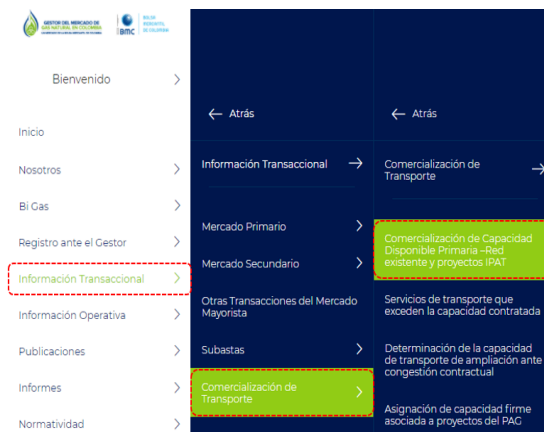 GESTOR DEL MERCADO DE
GAS NATURAL EN COLOMBIA
BMC
BOLSA
MERCANTIL
DE COLOMBIA
Bienvenido
Inicio
Nosotros
Bi Gas
Registro ante el Gestor
Información Transaccional
Información Operativa
Publicaciones
Informes
Normatividad
Atrás
Información Transaccional
Mercado Primario
Mercado Secundario
Otras Transacciones del Mercado
Mayorista
Subastas
Comercialización de
Transporte
Atrás
Comercialización de
Transporte
Comercialización de Capacidad
Disponible Primaria –Red
existente y proyectos IPAT
Servicios de transporte que
exceden la capacidad contratada
Determinación de la capacidad
de transporte de ampliación ante
congestión contractual
Asignación de capacidad firme
asociada a proyectos del PAG